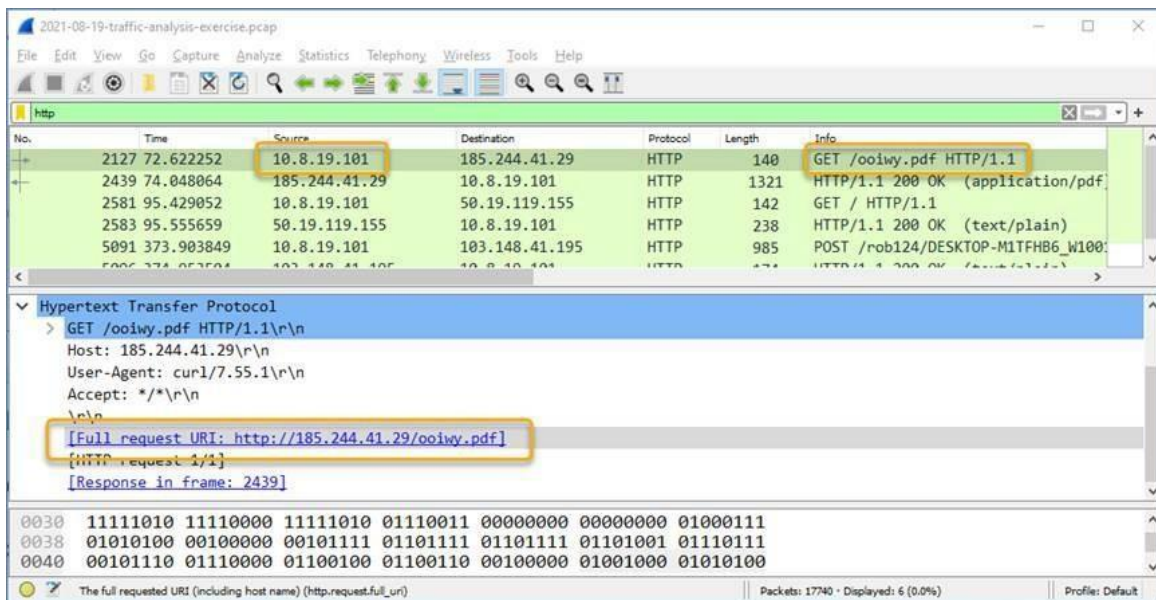 2021-08-19-traffic-analysis-exercise.pcap
File Edit View Go Capture Analyze Statistics Telephony Wireless Tools Help
http
No. Time Source Destination Protocol Length Info
2127 72.622252 10.8.19.101 185.244.41.29 HTTP 140 GET /ooiwy.pdf HTTP/1.1
2439 74.048064 185.244.41.29 10.8.19.101 HTTP 1321 HTTP/1.1 200 OK (application/pdf)
2581 95.429052 10.8.19.101 50.19.119.155 HTTP 142 GET / HTTP/1.1
2583 95.555659 50.19.119.155 10.8.19.101 HTTP 238 HTTP/1.1 200 OK (text/plain)
5091 373.903849 10.8.19.101 103.148.41.195 HTTP 985 POST /rob124/DESKTOP-M1TFHB6_W1001
Hypertext Transfer Protocol
GET /ooiwy.pdf HTTP/1.1\r\n
Host: 185.244.41.29\r\n
User-Agent: curl/7.55.1\r\n
Accept: */*\r\n
\r\n
[Full request URI: http://185.244.41.29/ooiwy.pdf]
[HTTP request 1/1]
[Response in frame: 2439]
0030 11111010 11110000 11111010 01110011 00000000 00000000 01000111
0038 01010100 00100000 00101111 01101111 01101111 01101001 01110111
0040 00101110 01110000 01100100 01100110 00100000 01001000 01010100
The full requested URI (including host name) (http.request.full_uri) Packets: 17740 · Displayed: 6 (0.0%) Profile: Default